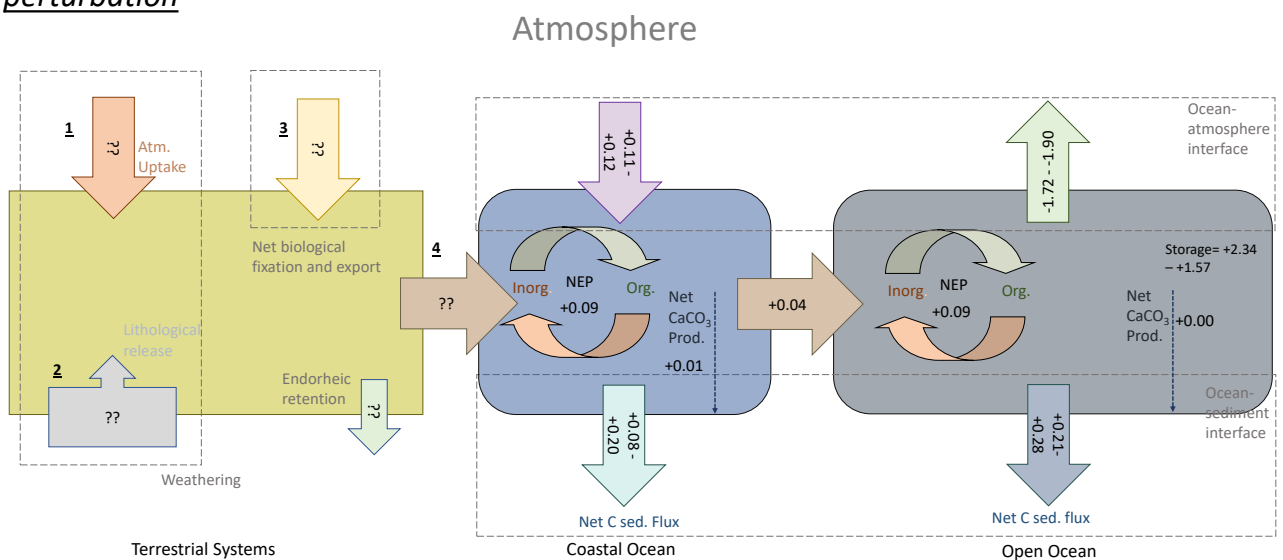 perturbation
Atmosphere
1
??
Atm.
Uptake
3
??
Net biological
fixation and export
4
??
Lithological
release
2
??
Endorheic
retention
??
Weathering
Terrestrial Systems
+0.11 -
+0.12
Inorg.
NEP
+0.09
Org.
Net
CaCO3
Prod.
+0.01
+0.08 -
+0.20
Net C sed. Flux
Coastal Ocean
+0.04
-1.72 - -1.90
Ocean-
atmosphere
interface
Storage= +2.34
– +1.57
Inorg.
NEP
+0.09
Org.
Net
CaCO3
Prod.
+0.00
+0.21-
+0.28
Ocean-
sediment
interface
Net C sed. flux
Open Ocean